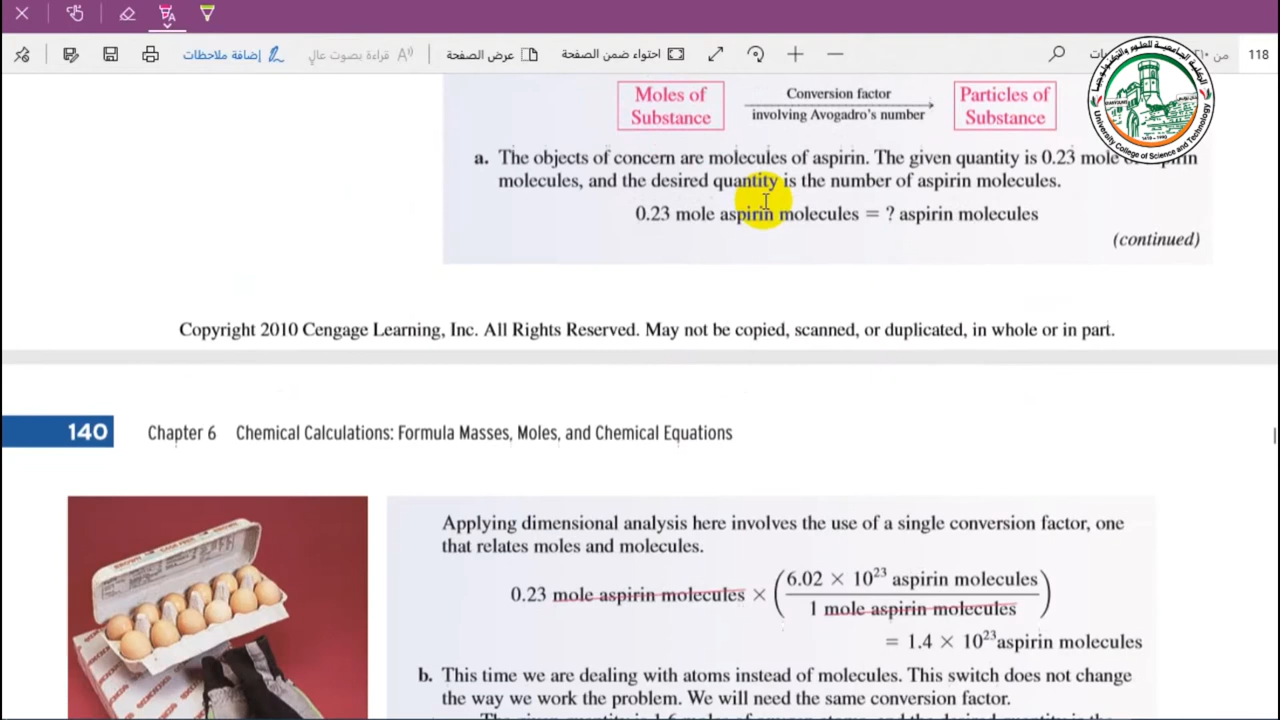 إضافة ملاحظات
قراءة بصوت عالٍ
عرض الصفحة
احتواء ضمن الصفحة
من
118
الكلية الجامعية للعلوم والتكنولوجيا
University College of Science and Technology
Moles of
Substance
Conversion factor
involving Avogadro's number
Particles of
Substance
a. The objects of concern are molecules of aspirin. The given quantity is 0.23 mole
molecules, and the desired quantity is the number of aspirin molecules.
0.23 mole aspirin molecules = ? aspirin molecules
(continued)
Copyright 2010 Cengage Learning, Inc. All Rights Reserved. May not be copied, scanned, or duplicated, in whole or in part.
140 Chapter 6 Chemical Calculations: Formula Masses, Moles, and Chemical Equations
Applying dimensional analysis here involves the use of a single conversion factor, one
that relates moles and molecules.
0.23 mole aspirin molecules × (6.02 × 10²³ aspirin molecules
1 mole aspirin molecules)
= 1.4 × 10²³ aspirin molecules
b. This time we are dealing with atoms instead of molecules. This switch does not change
the way we work the problem. We will need the same conversion factor.